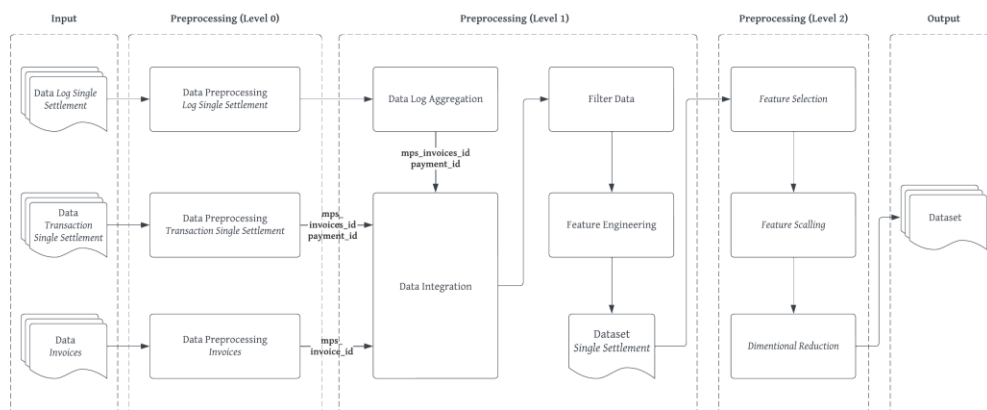 Input
Preprocessing (Level 0)
Preprocessing (Level 1)
Preprocessing (Level 2)
Output
Data Log Single
Settlement
Data Preprocessing
Log Single Settlement
Data Log Aggregation
Filter Data
Feature Selection
mps_invoices_id
payment_id
Data
Transaction
Single Settlement
Data Preprocessing
Transaction Single Settlement
mps_
invoices_id
payment_id
Data Integration
Feature Engineering
Feature Scalling
Dataset
Data
Invoices
Data Preprocessing
Invoices
mps_
invoice_id
Dataset
Single Settlement
Dimentional Reduction